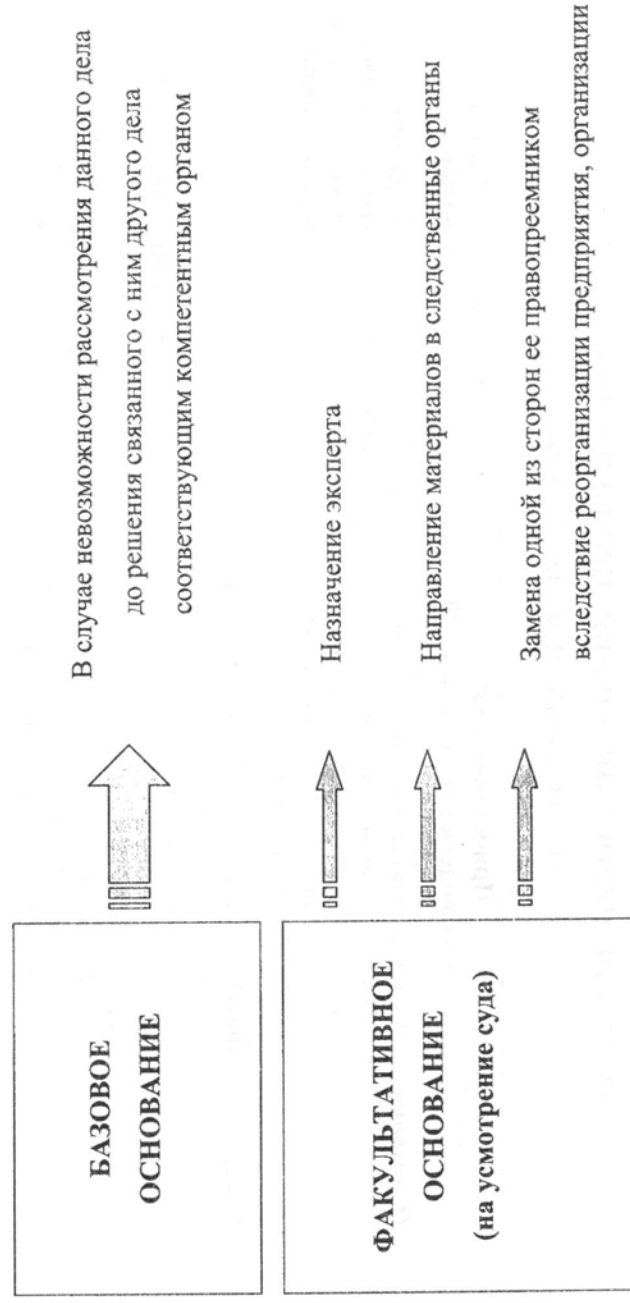 БАЗОВОЕ
ОСНОВАНИЕ
В случае невозможности рассмотрения данного дела
до решения связанного с ним другого дела
соответствующим компетентным органом
ФАКУЛЬТАТИВНОЕ
ОСНОВАНИЕ
(на усмотрение суда)
Назначение эксперта
Направление материалов в следственные органы
Замена одной из сторон ее правопреемником
вследствие реорганизации предприятия, организации